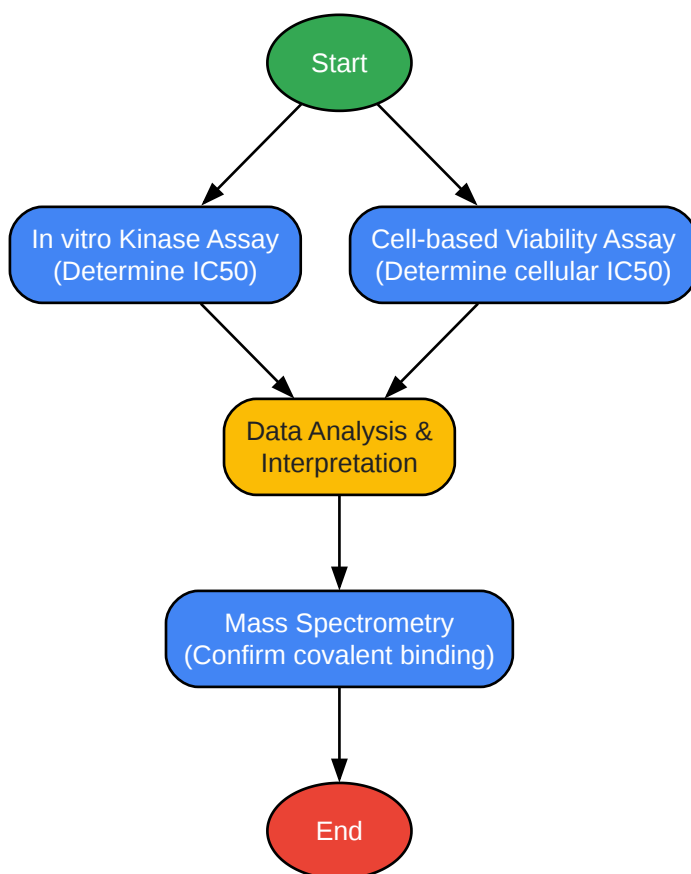 Start
In vitro Kinase Assay
(Determine IC50)
Cell-based Viability Assay
(Determine cellular IC50)
Data Analysis &
Interpretation
Mass Spectrometry
(Confirm covalent binding)
End